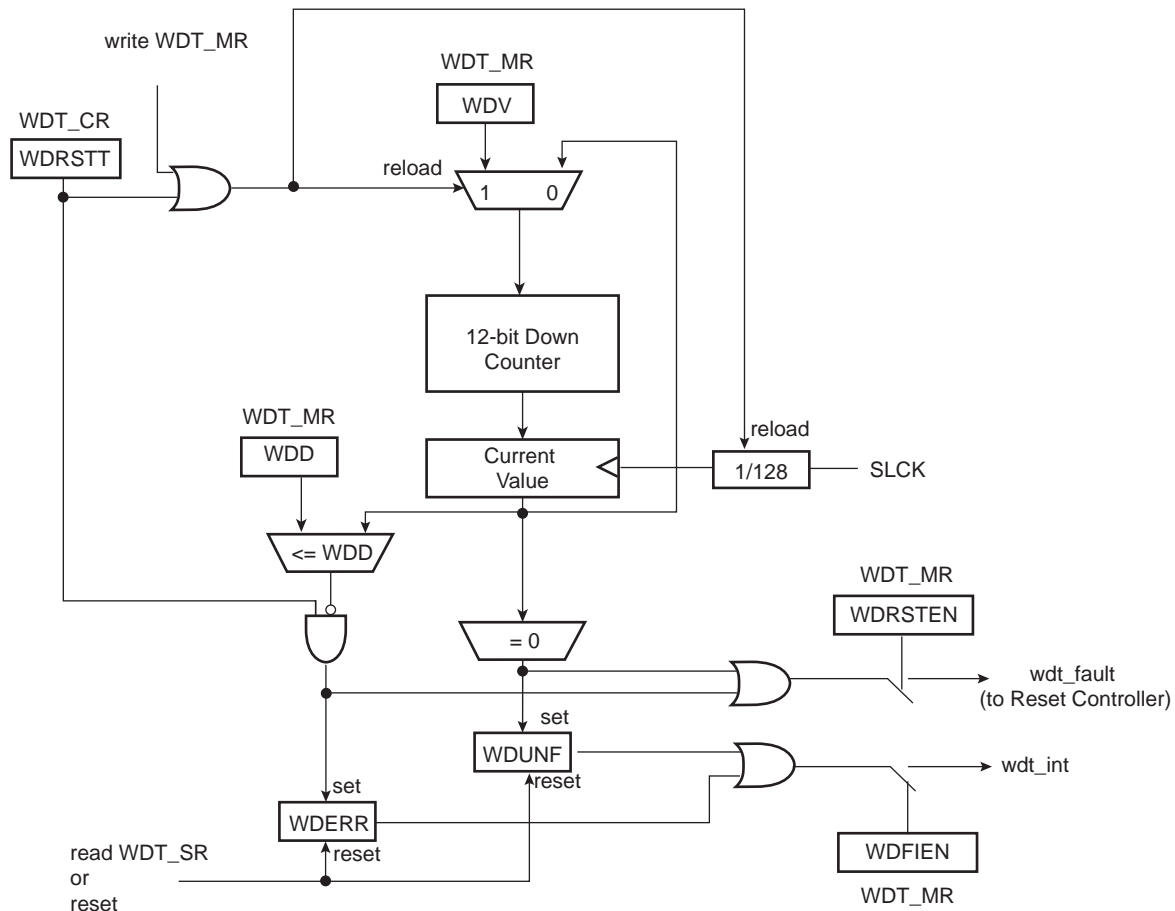 write WDT_MR
WDT_MR
WDV
WDT_CR
WDRSTT
reload
1 0
12-bit Down
Counter
WDT_MR
WDD
Current
Value
reload
1/128
SLCK
<= WDD
WDT_MR
WDRSTEN
= 0
wdt_fault
(to Reset Controller)
set
WDUNF
reset
wdt_int
set
WDERR
reset
WDFIEN
WDT_MR
read WDT_SR
or
reset